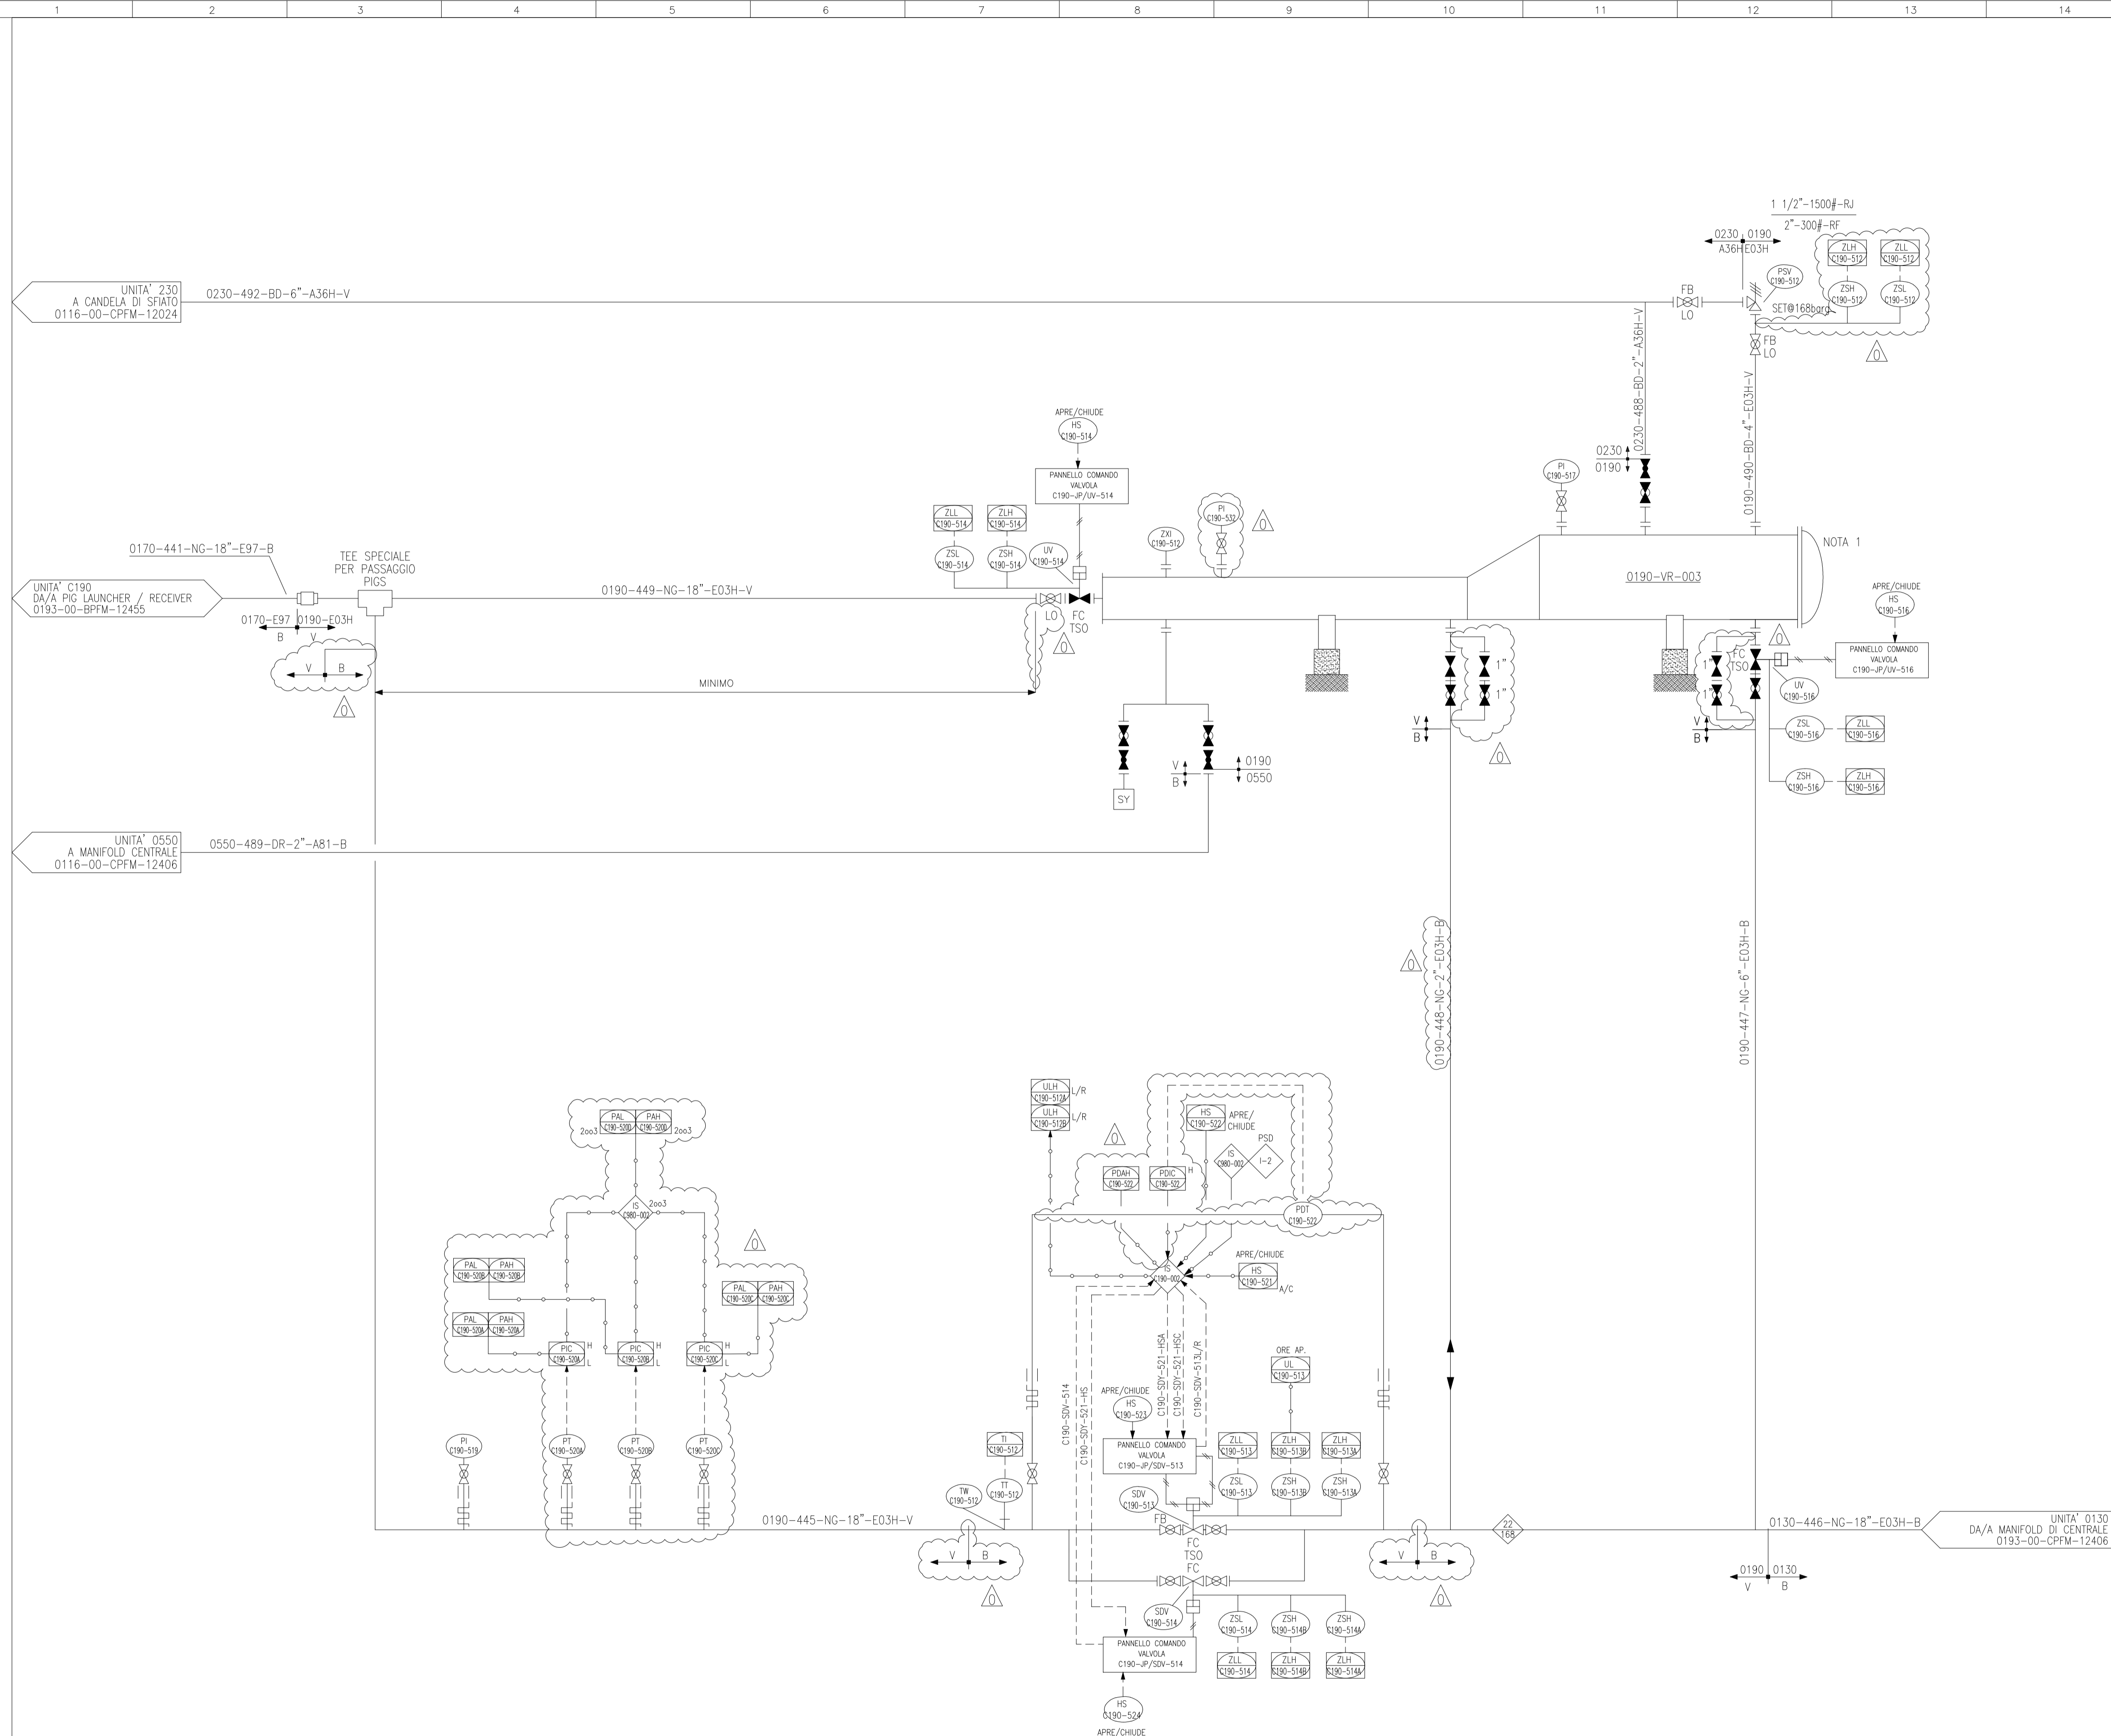 1 2 3 4 5 6 7 8 9 10 11 12 13 14
1 1/2"-1500#-RJ
2"-300#-RF
0230 0190
A36H E03H
ZLH
C190-512
ZLL
C190-512
PSV
C190-512
ZSH
C190-512
ZSL
C190-512
SET@168barg
FB
LO
FB
LO
0
UNITA' 230
A CANDELA DI SFIATO
0116-00-CPFM-12024
0230-492-BD-6"-A36H-V
0230-488-BD-2"-A36H-V
0190-490-BD-4"-E03H-V
0230
0190
APRE/CHIUDE
HS
C190-514
PANNELLO COMANDO
VALVOLA
C190-JP/UV-514
ZLL
C190-514
ZLH
C190-514
ZSL
C190-514
ZSH
C190-514
UV
C190-514
ZXI
C190-512
PI
C190-532
0
PI
C190-517
NOTA 1
0190-VR-003
0170-441-NG-18"-E97-B
TEE SPECIALE
PER PASSAGGIO
PIGS
UNITA' C190
DA/A PIG LAUNCHER / RECEIVER
0193-00-BPFM-12455
0190-449-NG-18"-E03H-V
0170-E97 0190-E03H
B V
V B
0
LO
FC
TSO
0
MINIMO
APRE/CHIUDE
HS
C190-516
PANNELLO COMANDO
VALVOLA
C190-JP/UV-516
0
FC
TSO
UV
C190-516
1"
1"
1"
1"
V
B
0
V
B
ZSL
C190-516
ZLL
C190-516
ZSH
C190-516
ZLH
C190-516
V
B
0190
0550
SY
UNITA' 0550
A MANIFOLD CENTRALE
0116-00-CPFM-12406
0550-489-DR-2"-A81-B
0
0190-448-NG-2"-E03H-B
0190-447-NG-6"-E03H-B
PAL
C190-520D
PAH
C190-520D
2oo3
2oo3
IS
C980-002
2oo3
0
PAL
C190-520B
PAH
C190-520B
PAL
C190-520A
PAH
C190-520A
PAL
C190-520C
PAH
C190-520C
PIC
C190-520A
H
L
PIC
C190-520B
H
L
PIC
C190-520C
H
L
PI
C190-519
PT
C190-520A
PT
C190-520B
PT
C190-520C
ULH
C190-512A
L/R
ULH
C190-512B
L/R
0
PDAH
C190-522
PDIC
C190-522
H
HS
C190-522
APRE/
CHIUDE
IS
C980-002
PSD
I-2
PDT
C190-522
IS
C190-002
APRE/CHIUDE
HS
C190-521
A/C
C190-SDV-514
C190-SDY-521-HS
C190-SDY-521-HSA
C190-SDY-521-HSC
C190-SDV-513L/R
ORE AP.
UL
C190-513
APRE/CHIUDE
HS
C190-523
PANNELLO COMANDO
VALVOLA
C190-JP/SDV-513
ZLL
C190-513
ZLH
C190-513B
ZLH
C190-513A
ZSL
C190-513
ZSH
C190-513B
ZSH
C190-513A
TI
C190-512
TT
C190-512
TW
C190-512
SDV
C190-513
FB
FC
TSO
FC
0190-445-NG-18"-E03H-V
V B
0
22
168
V B
0
0130-446-NG-18"-E03H-B
UNITA' 0130
DA/A MANIFOLD DI CENTRALE
0193-00-CPFM-12406
0190 0130
V B
SDV
C190-514
ZSL
C190-514
ZSH
C190-514B
ZSH
C190-514A
ZLL
C190-514
ZLH
C190-514B
ZLH
C190-514A
PANNELLO COMANDO
VALVOLA
C190-JP/SDV-514
HS
C190-524
APRE/CHIUDE